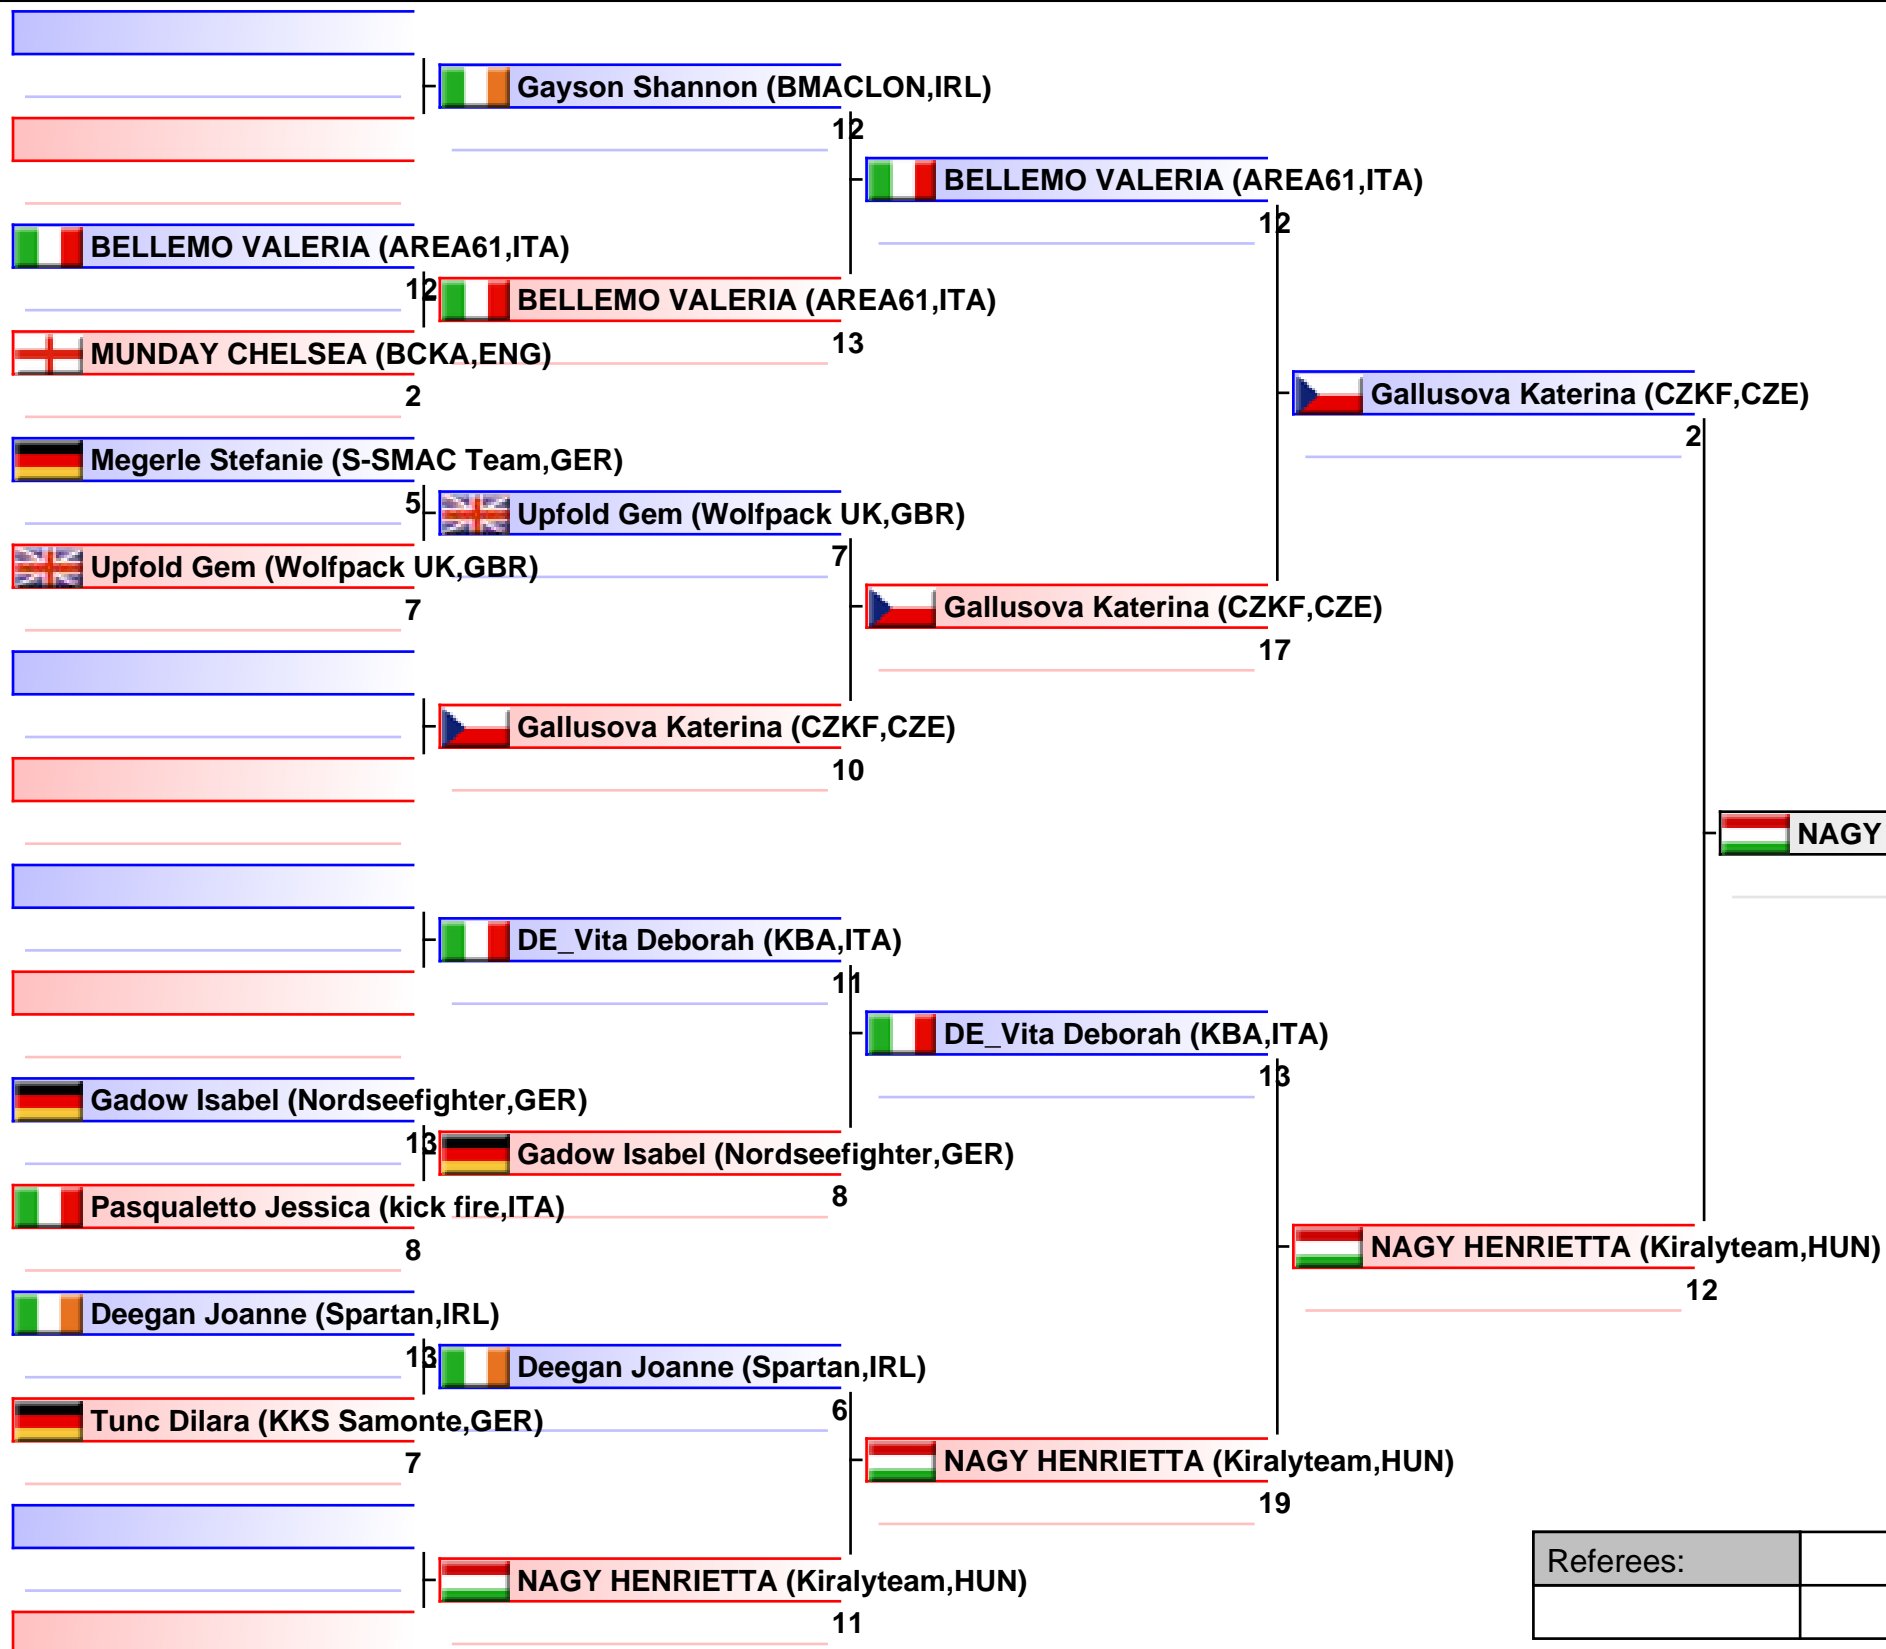 Gayson Shannon (BMACLON,IRL)
12
BELLEMO VALERIA (AREA61,ITA)
12
BELLEMO VALERIA (AREA61,ITA)
12
BELLEMO VALERIA (AREA61,ITA)
13
MUNDAY CHELSEA (BCKA,ENG)
2
Gallusova Katerina (CZKF,CZE)
2
Megerle Stefanie (S-SMAC Team,GER)
5
Upfold Gem (Wolfpack UK,GBR)
7
Upfold Gem (Wolfpack UK,GBR)
7
Gallusova Katerina (CZKF,CZE)
17
Gallusova Katerina (CZKF,CZE)
10
NAGY
DE_Vita Deborah (KBA,ITA)
11
DE_Vita Deborah (KBA,ITA)
13
Gadow Isabel (Nordseefighter,GER)
13
Gadow Isabel (Nordseefighter,GER)
8
Pasqualetto Jessica (kick fire,ITA)
8
NAGY HENRIETTA (Kiralyteam,HUN)
12
Deegan Joanne (Spartan,IRL)
13
Deegan Joanne (Spartan,IRL)
6
Tunc Dilara (KKS Samonte,GER)
7
NAGY HENRIETTA (Kiralyteam,HUN)
19
NAGY HENRIETTA (Kiralyteam,HUN)
11
Referees: